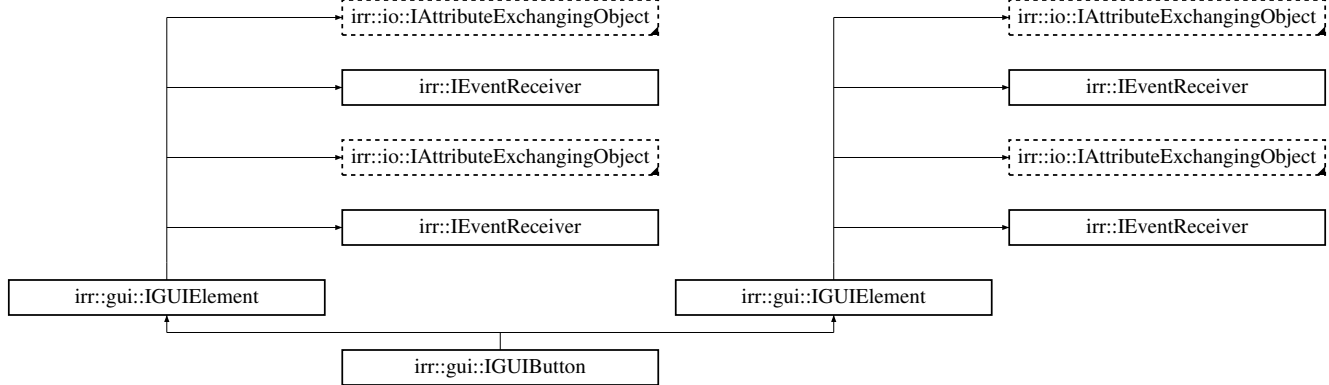 irr::io::IAttributeExchangingObject
irr::io::IAttributeExchangingObject
irr::IEventReceiver
irr::IEventReceiver
irr::io::IAttributeExchangingObject
irr::io::IAttributeExchangingObject
irr::IEventReceiver
irr::IEventReceiver
irr::gui::IGUIElement
irr::gui::IGUIElement
irr::gui::IGUIButton